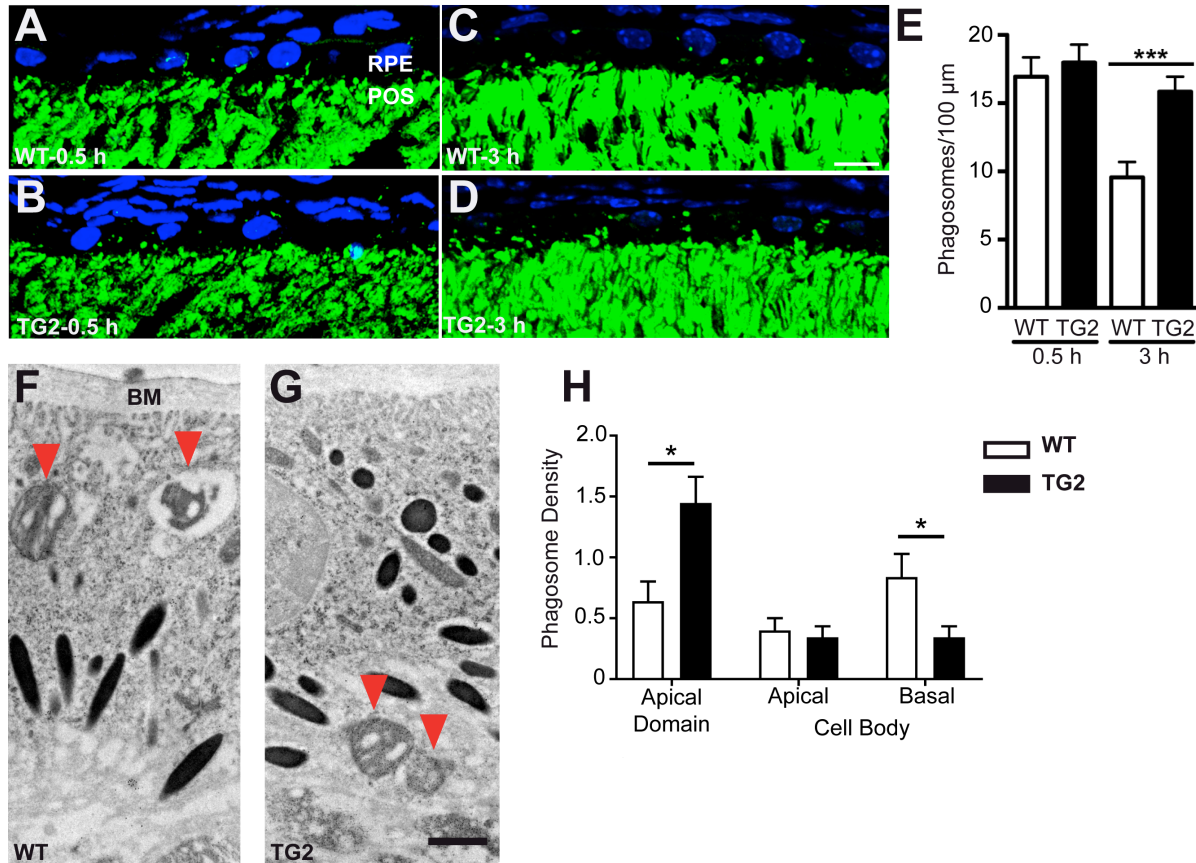 A
RPE
POS
WT-0.5 h
B
TG2-0.5 h
C
WT-3 h
D
TG2-3 h
E
Phagosomes/100 µm
20
15
10
5
0
***
WT TG2 WT TG2
0.5 h 3 h
F
BM
WT
G
TG2
H
Phagosome Density
2.0
1.5
1.0
0.5
0
*
*
Apical Domain
Apical
Basal
Cell Body
WT
TG2